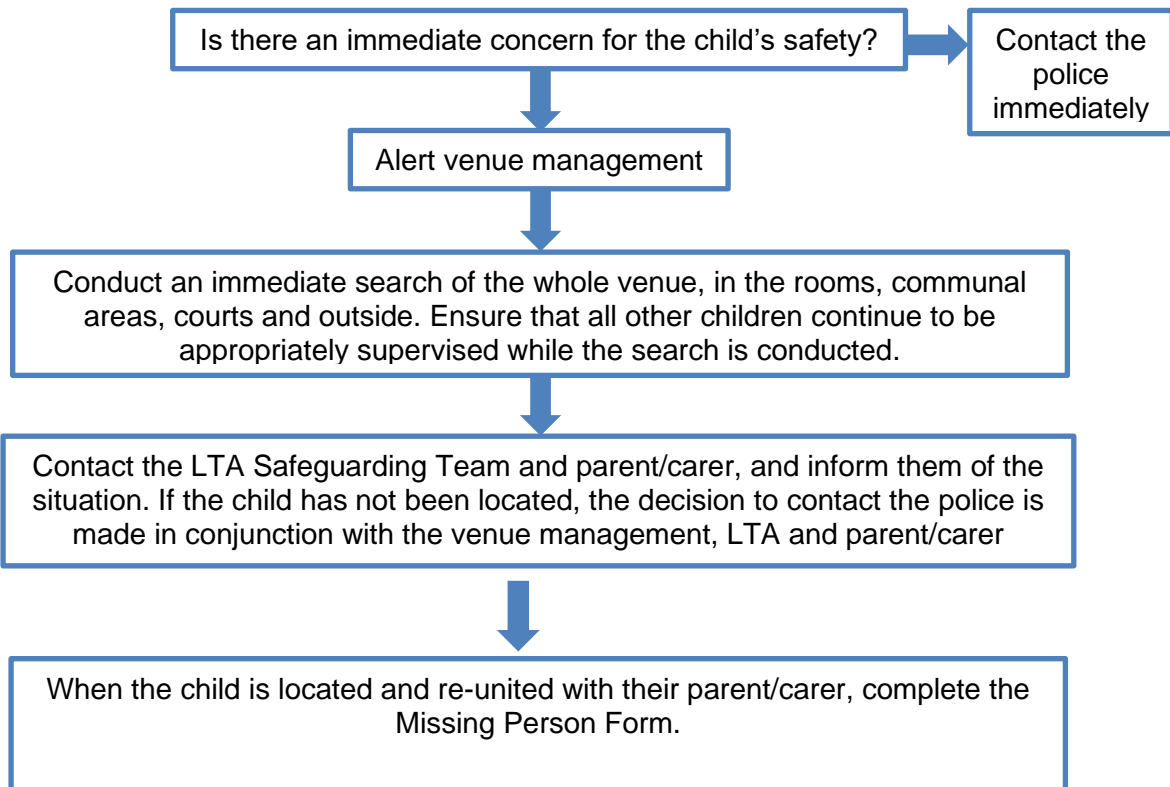 Is there an immediate concern for the child’s safety?
Contact the
police
immediately
Alert venue management
Conduct an immediate search of the whole venue, in the rooms, communal
areas, courts and outside. Ensure that all other children continue to be
appropriately supervised while the search is conducted.
Contact the LTA Safeguarding Team and parent/carer, and inform them of the
situation. If the child has not been located, the decision to contact the police is
made in conjunction with the venue management, LTA and parent/carer
When the child is located and re-united with their parent/carer, complete the
Missing Person Form.